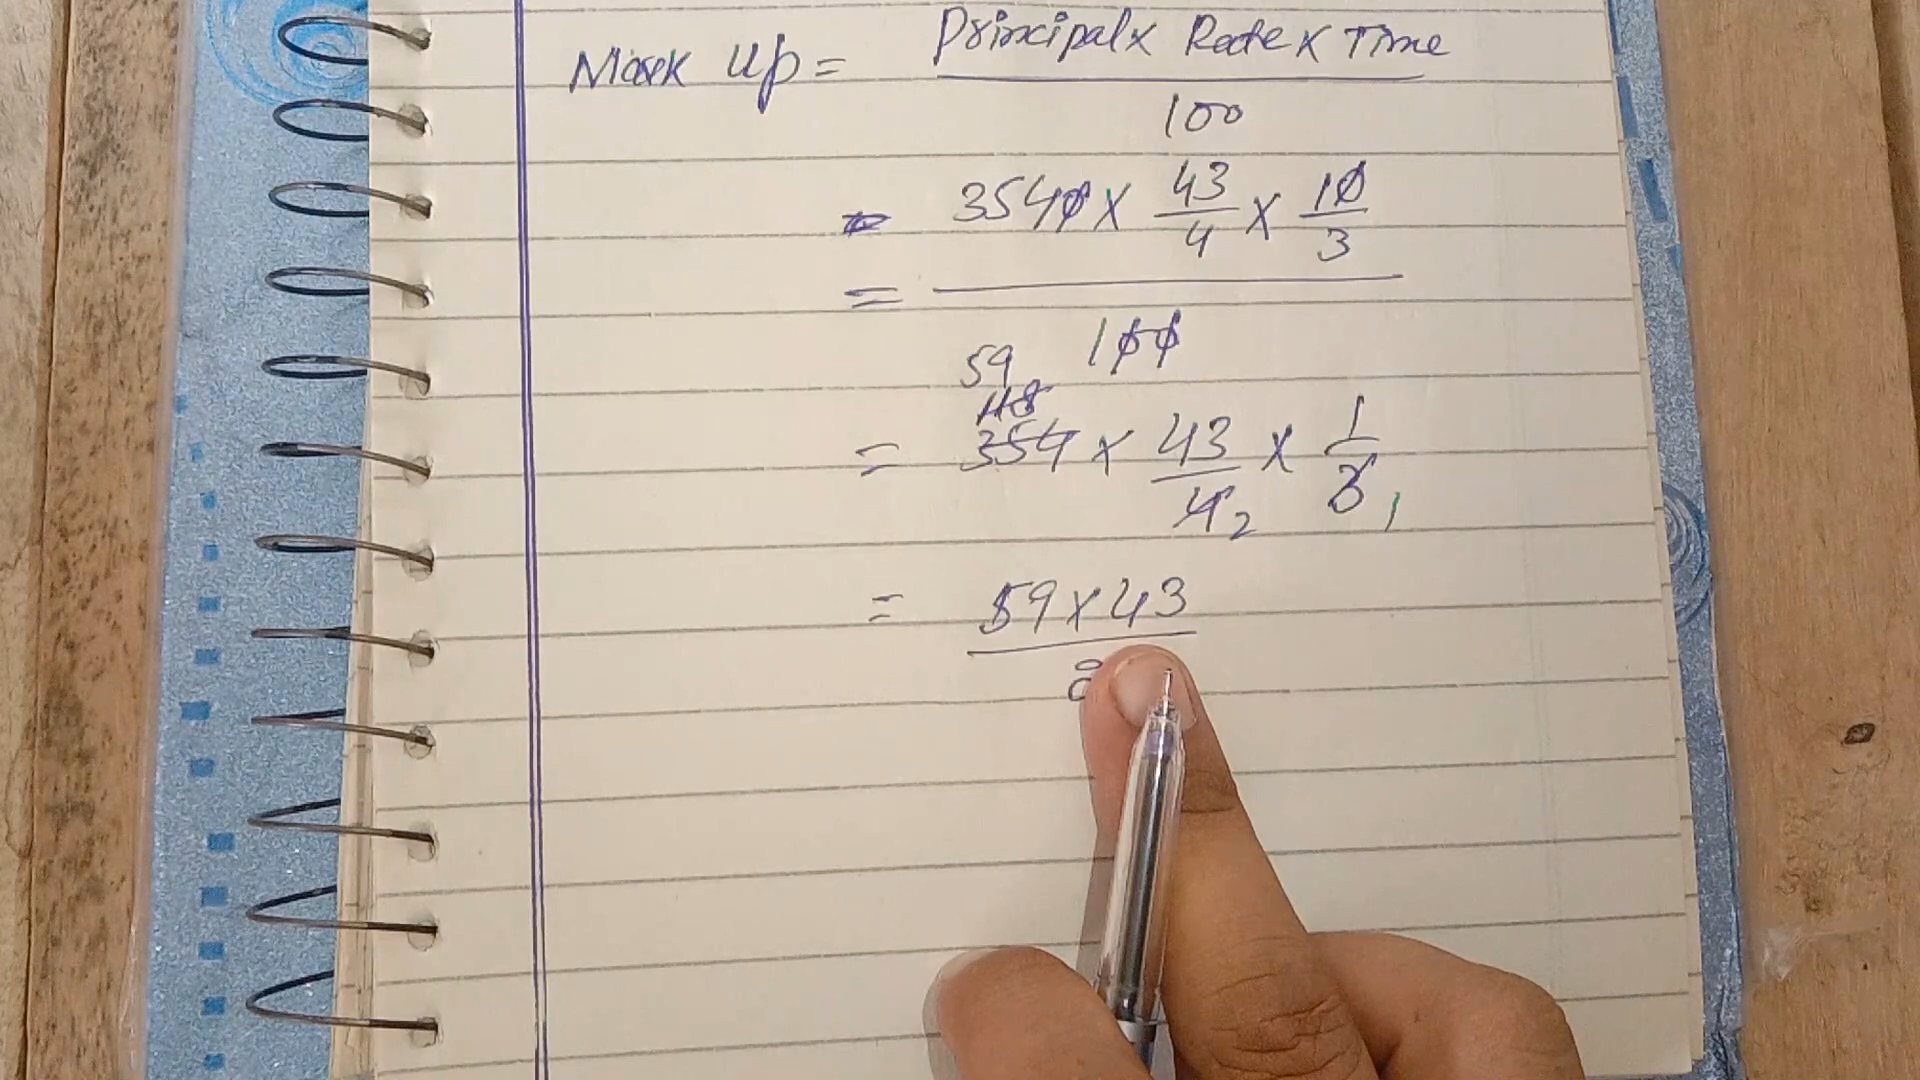 Mark Up = Principal x Rate x Time
100
= 3540 x 43/4 x 10/3
= 100
59
118
= 354 x 43/4 2 x 1/3 1
= 59 x 43
2